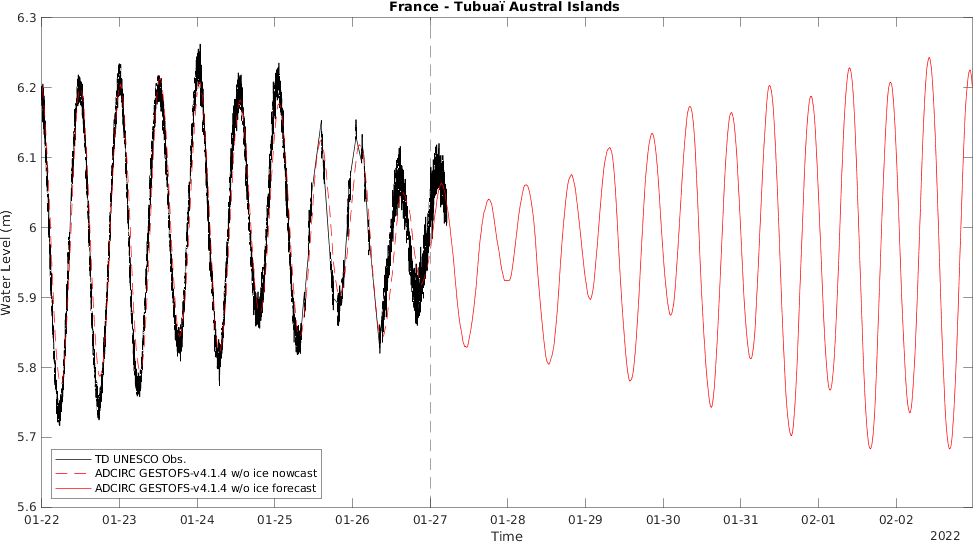 France - Tubuaï Austral Islands
6.3
6.2
6.1
6
5.9
5.8
5.7
5.6
Water Level (m)
TD UNESCO Obs.
ADCIRC GESTOFS-v4.1.4 w/o ice nowcast
ADCIRC GESTOFS-v4.1.4 w/o ice forecast
01-22 01-23 01-24 01-25 01-26 01-27 01-28 01-29 01-30 01-31 02-01 02-02
Time
2022